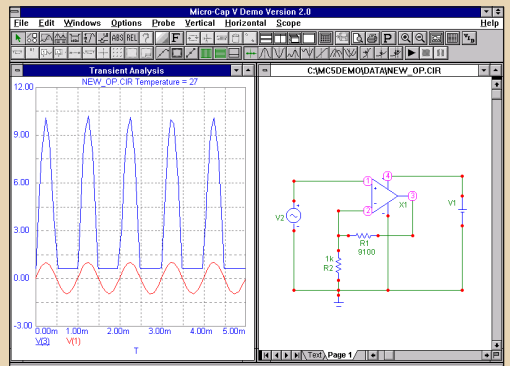 Micro-Cap V Demo Version 2.0
File Edit Windows Options Probe Vertical Horizontal Scope Help
ABS REL ? F P
Transient Analysis
NEW_OP.CIR Temperature = 27
12.00
9.00
6.00
3.00
0.00
-3.00
0.00m 1.00m 2.00m 3.00m 4.00m 5.00m
V(3) V(1)
T
C:\MC5DEMO\DATA\NEW_OP.CIR
4
1
3
2
X1
V2
V1
R1
9100
1k
R2
Text Page 1